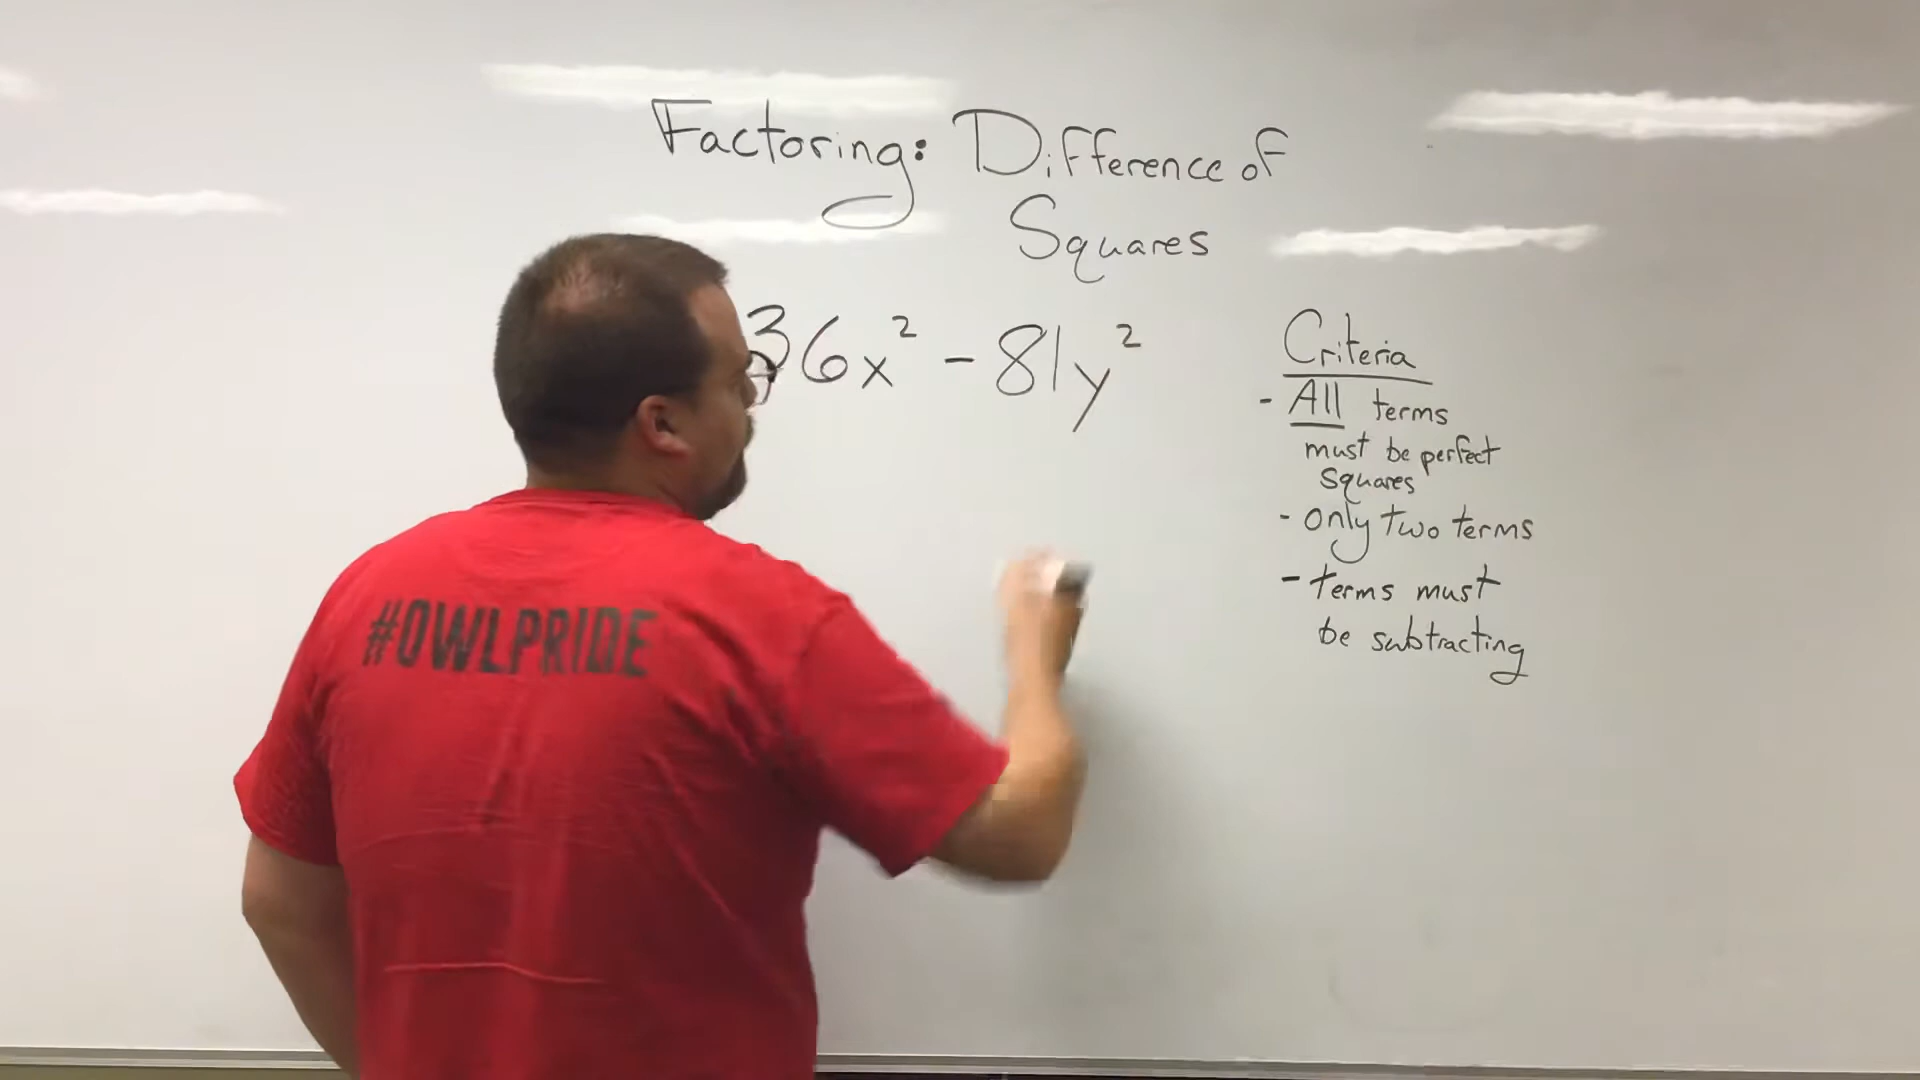 Factoring: Difference of
Squares
36x² - 81y²
Criteria
- All terms
must be perfect
squares
- only two terms
- terms must
be subtracting
#OWLPRIDE